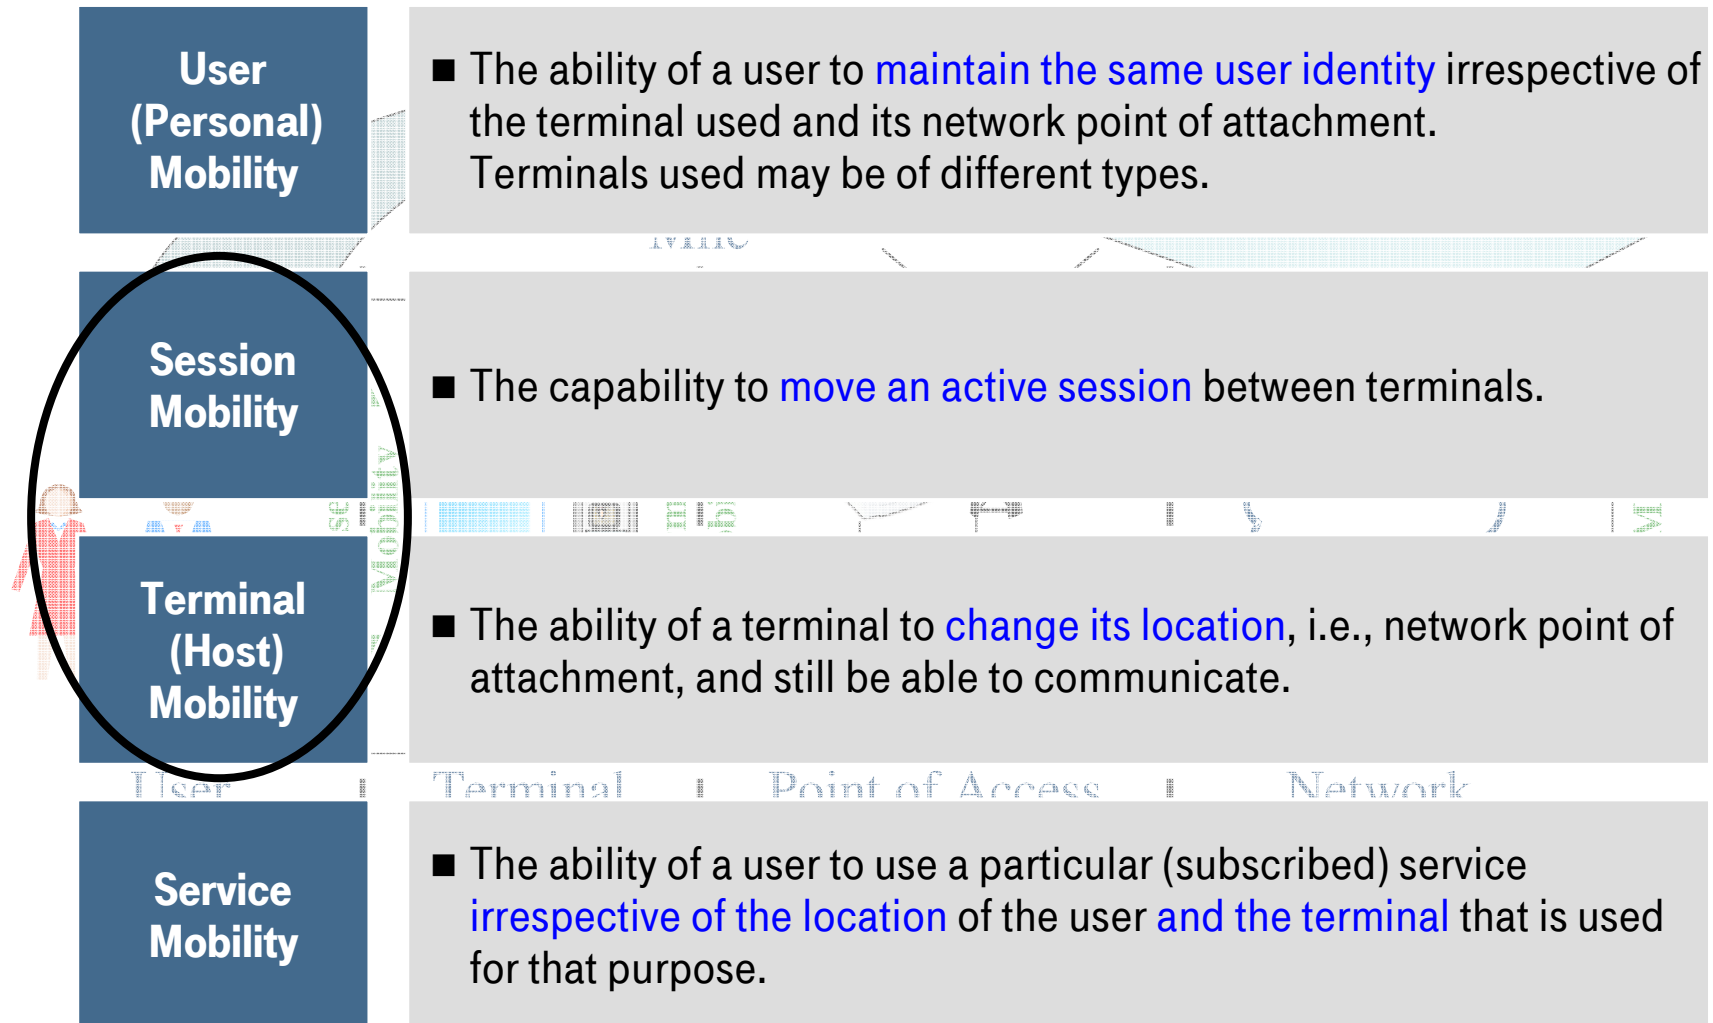 User
(Personal)
Mobility
■ The ability of a user to maintain the same user identity irrespective of
the terminal used and its network point of attachment.
Terminals used may be of different types.
Session
Mobility
■ The capability to move an active session between terminals.
Mobility
Terminal
(Host)
Mobility
■ The ability of a terminal to change its location, i.e., network point of
attachment, and still be able to communicate.
User Terminal Point of Access Network
Service
Mobility
■ The ability of a user to use a particular (subscribed) service
irrespective of the location of the user and the terminal that is used
for that purpose.